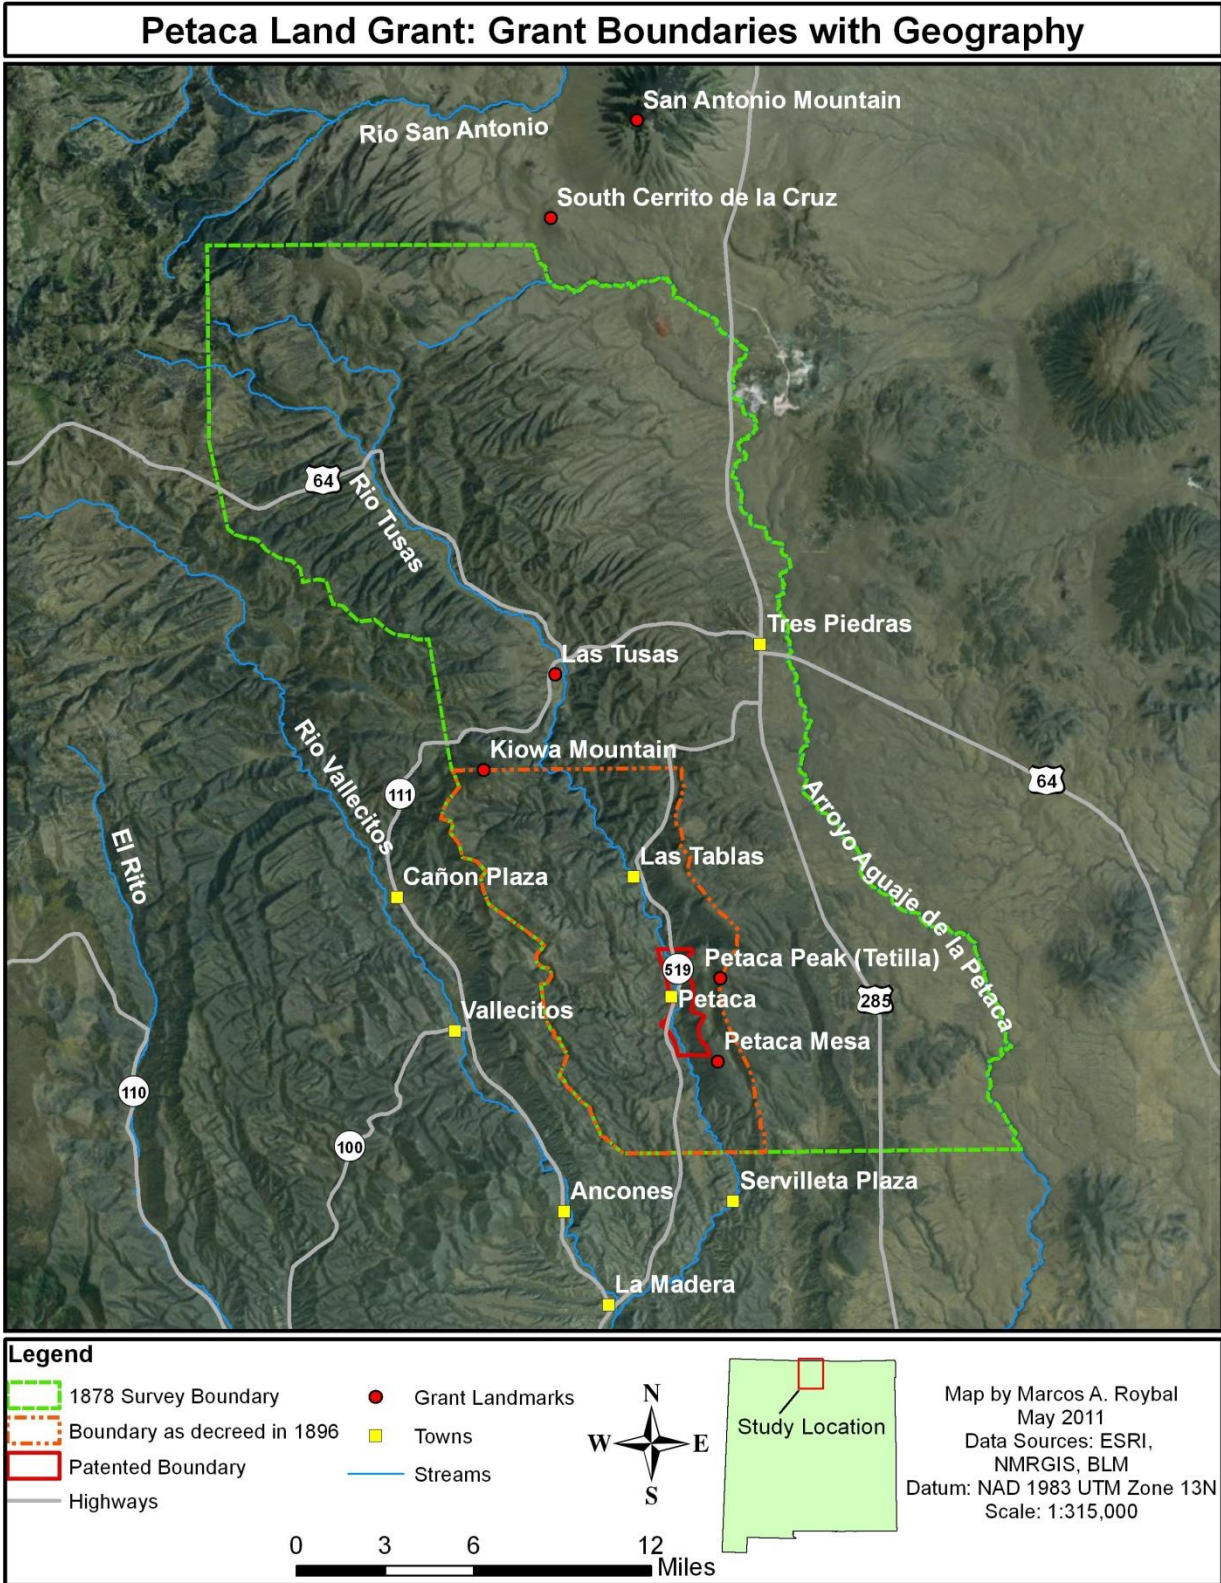 Petaca Land Grant: Grant Boundaries with Geography
San Antonio Mountain
Rio San Antonio
South Cerrito de la Cruz
64
Rio Tusas
Tres Piedras
Las Tusas
Rio Vallecitos
Kiowa Mountain
111
64
Arroyo Aguaje de la Petaca
El Rito
Las Tablas
Cañon Plaza
Petaca Peak (Tetilla)
519
Petaca
285
Vallecitos
Petaca Mesa
110
100
Servilleta Plaza
Ancones
La Madera
Legend
1878 Survey Boundary
Boundary as decreed in 1896
Patented Boundary
Highways
Grant Landmarks
Towns
Streams
N
W E
S
0 3 6 12
Miles
Study Location
Map by Marcos A. Roybal
May 2011
Data Sources: ESRI,
NMRGIS, BLM
Datum: NAD 1983 UTM Zone 13N
Scale: 1:315,000